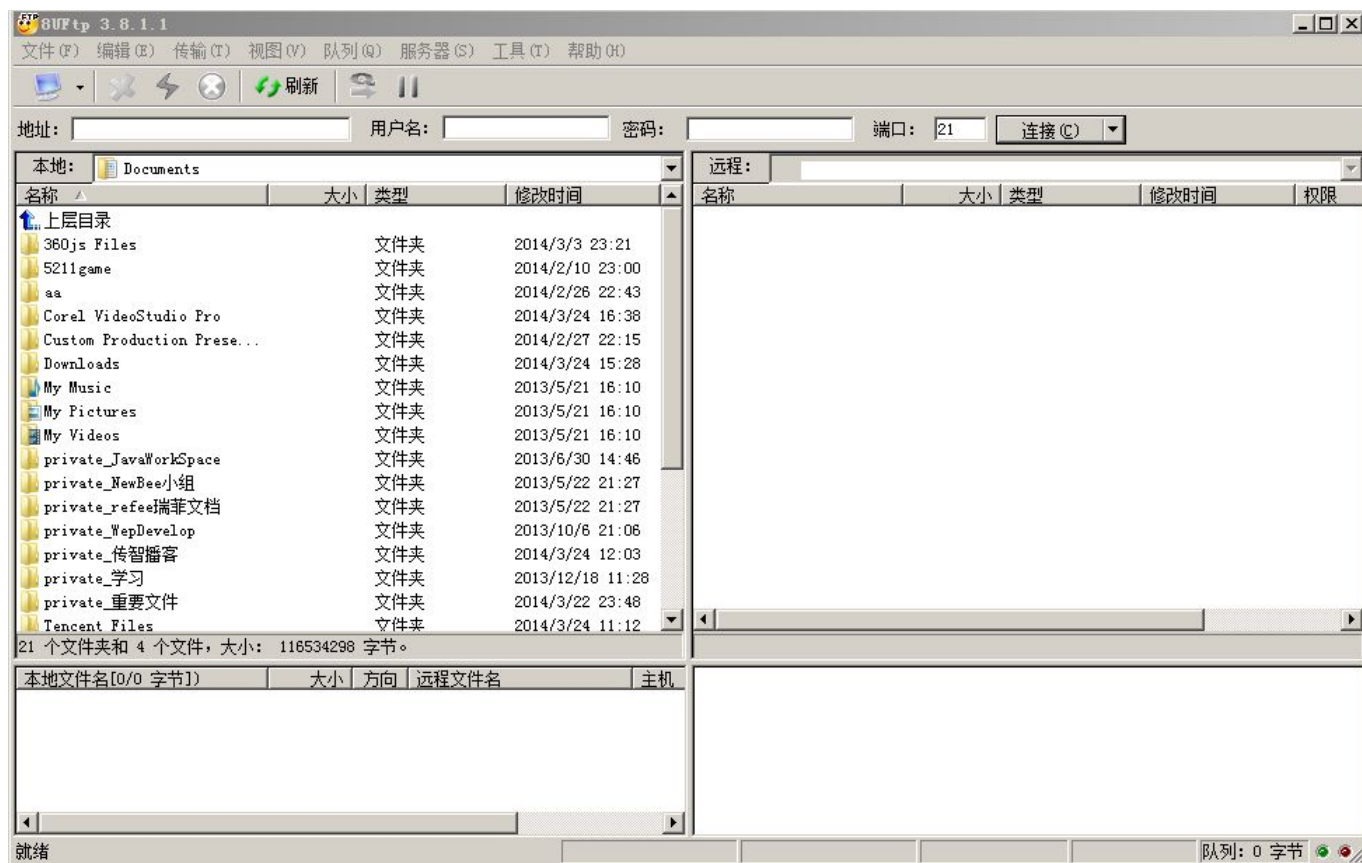 8UFtp 3.8.1.1
文件(F) 编辑(E) 传输(T) 视图(V) 队列(Q) 服务器(S) 工具(T) 帮助(H)
刷新
地址: 用户名: 密码: 端口: 21 连接(C)
本地: Documents
名称 大小 类型 修改时间
上层目录
360js Files 文件夹 2014/3/3 23:21
5211game 文件夹 2014/2/10 23:00
aa 文件夹 2014/2/26 22:43
Corel VideoStudio Pro 文件夹 2014/3/24 16:38
Custom Production Prese... 文件夹 2014/2/27 22:15
Downloads 文件夹 2014/3/24 15:28
My Music 文件夹 2013/5/21 16:10
My Pictures 文件夹 2013/5/21 16:10
My Videos 文件夹 2013/5/21 16:10
private_JavaWorkSpace 文件夹 2013/6/30 14:46
private_NewBee小组 文件夹 2013/5/22 21:27
private_refee瑞菲文档 文件夹 2013/5/22 21:27
private_WepDevelop 文件夹 2013/10/6 21:06
private_传智播客 文件夹 2014/3/24 12:03
private_学习 文件夹 2013/12/18 11:28
private_重要文件 文件夹 2014/3/22 23:48
Tencent Files 文件夹 2014/3/24 11:12
21 个文件夹和 4 个文件，大小: 116534298 字节。
远程:
名称 大小 类型 修改时间 权限
本地文件名[0/0 字节]) 大小 方向 远程文件名 主机
就绪
队列: 0 字节